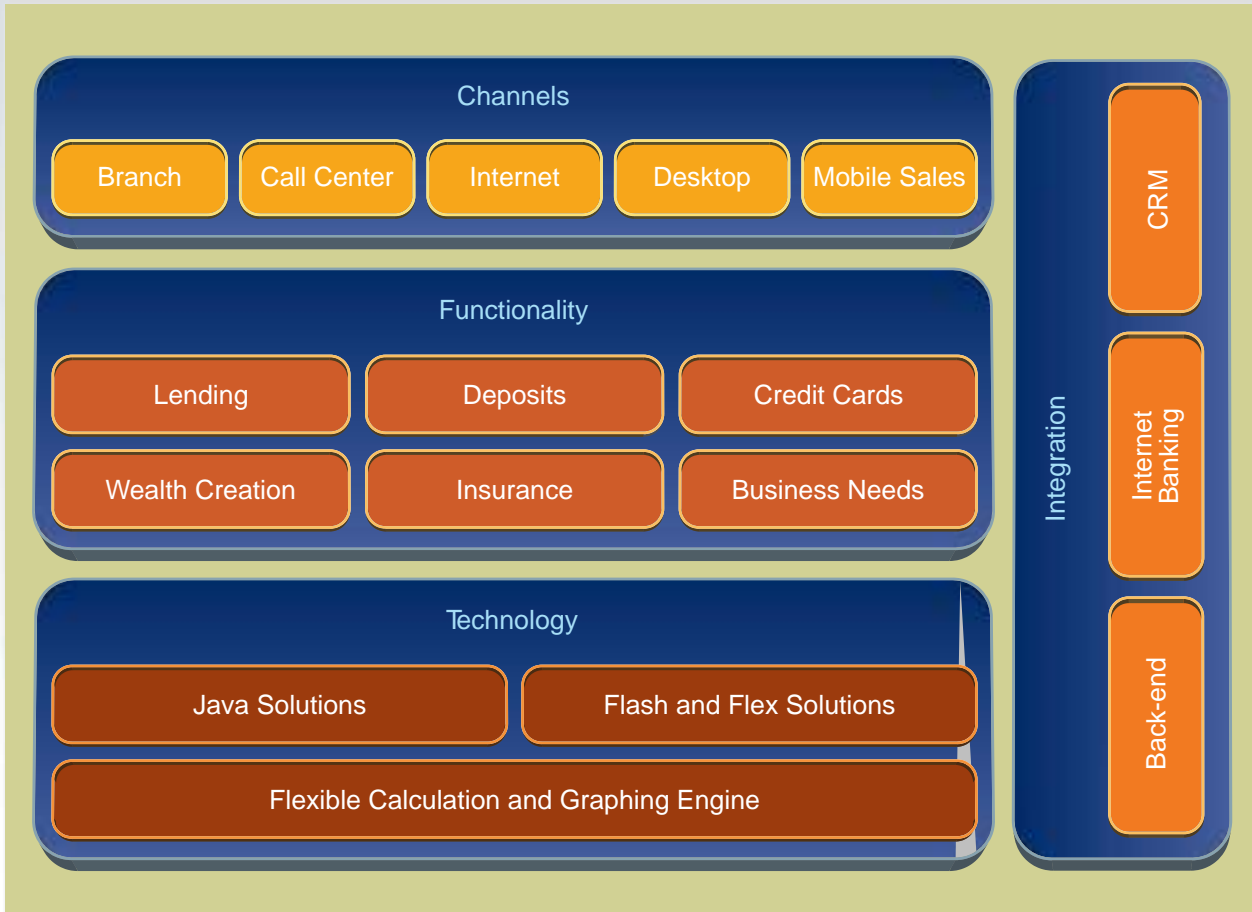 Channels
Branch
Call Center
Internet
Desktop
Mobile Sales
Functionality
Lending
Deposits
Credit Cards
Wealth Creation
Insurance
Business Needs
Technology
Java Solutions
Flash and Flex Solutions
Flexible Calculation and Graphing Engine
Integration
CRM
Internet
Banking
Back-end